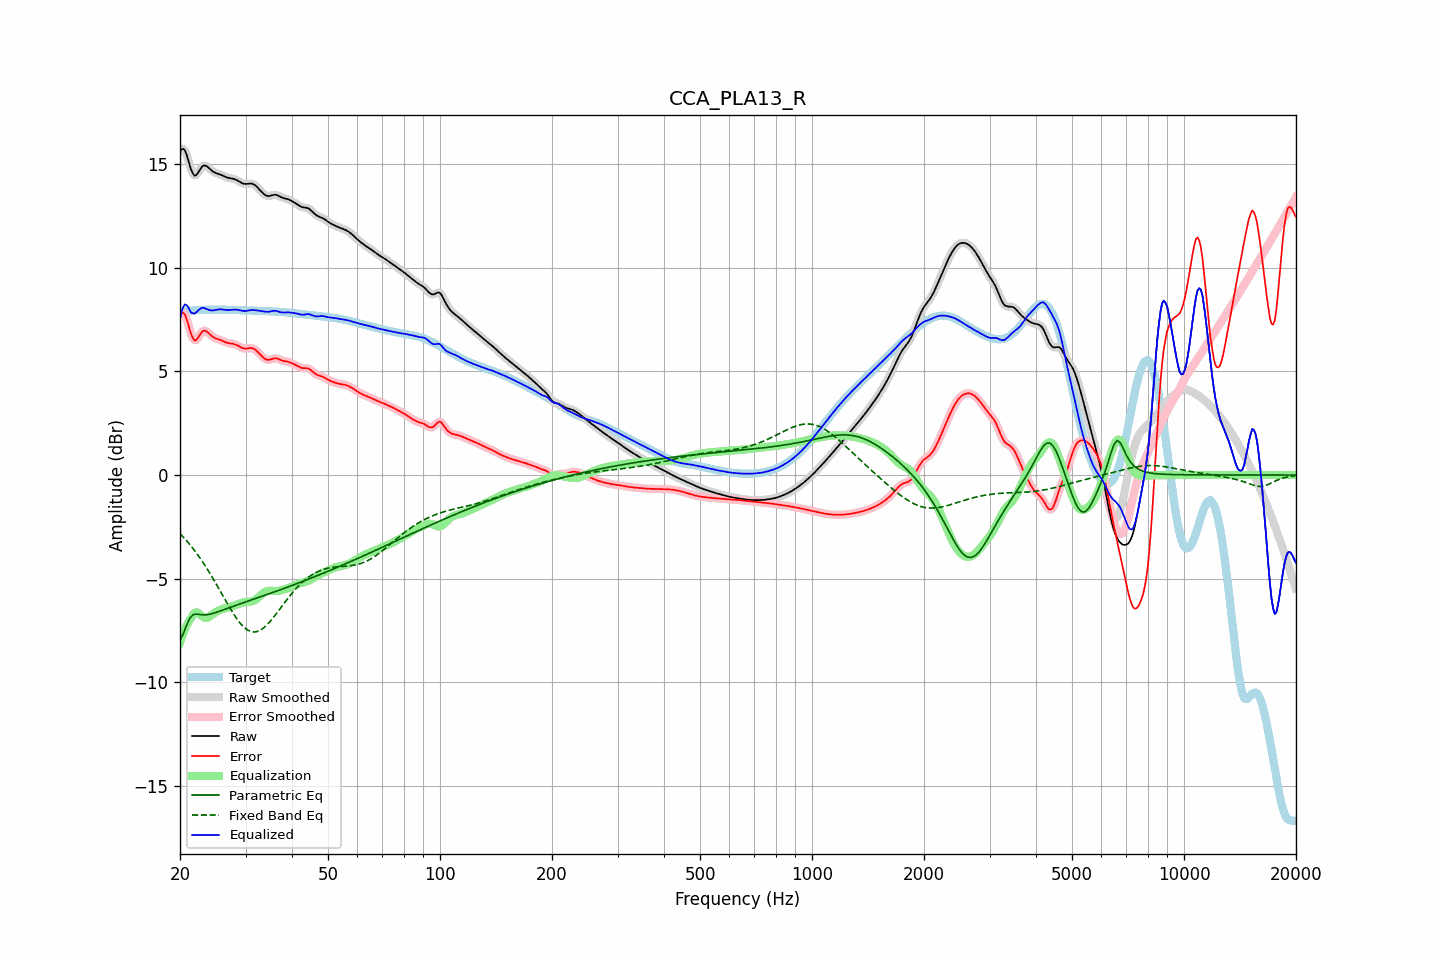 CCA_PLA13_R
Amplitude (dBr)
15
10
5
0
−5
−10
−15
Target
Raw Smoothed
Error Smoothed
Raw
Error
Equalization
Parametric Eq
Fixed Band Eq
Equalized
20 50 100 200 500 1000 2000 5000 10000 20000
Frequency (Hz)